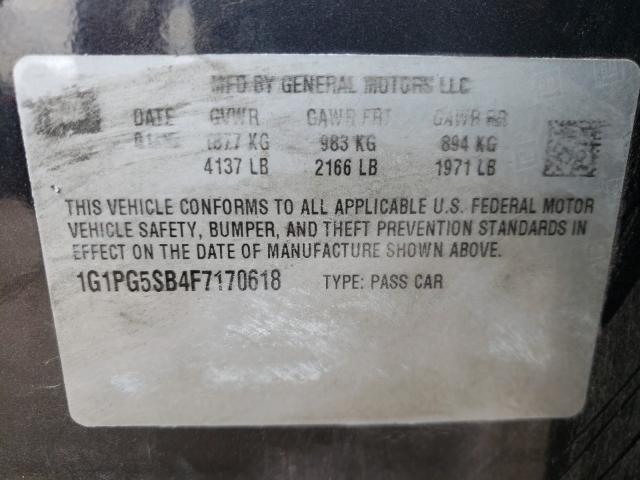 MFD BY GENERAL MOTORS LLC
DATE GVWR GAWR FRT GAWR RR
1877 KG 983 KG 894 KG
4137 LB 2166 LB 1971 LB
THIS VEHICLE CONFORMS TO ALL APPLICABLE U.S. FEDERAL MOTOR
VEHICLE SAFETY, BUMPER, AND THEFT PREVENTION STANDARDS IN
EFFECT ON THE DATE OF MANUFACTURE SHOWN ABOVE.
1G1PG5SB4F7170618 TYPE: PASS CAR